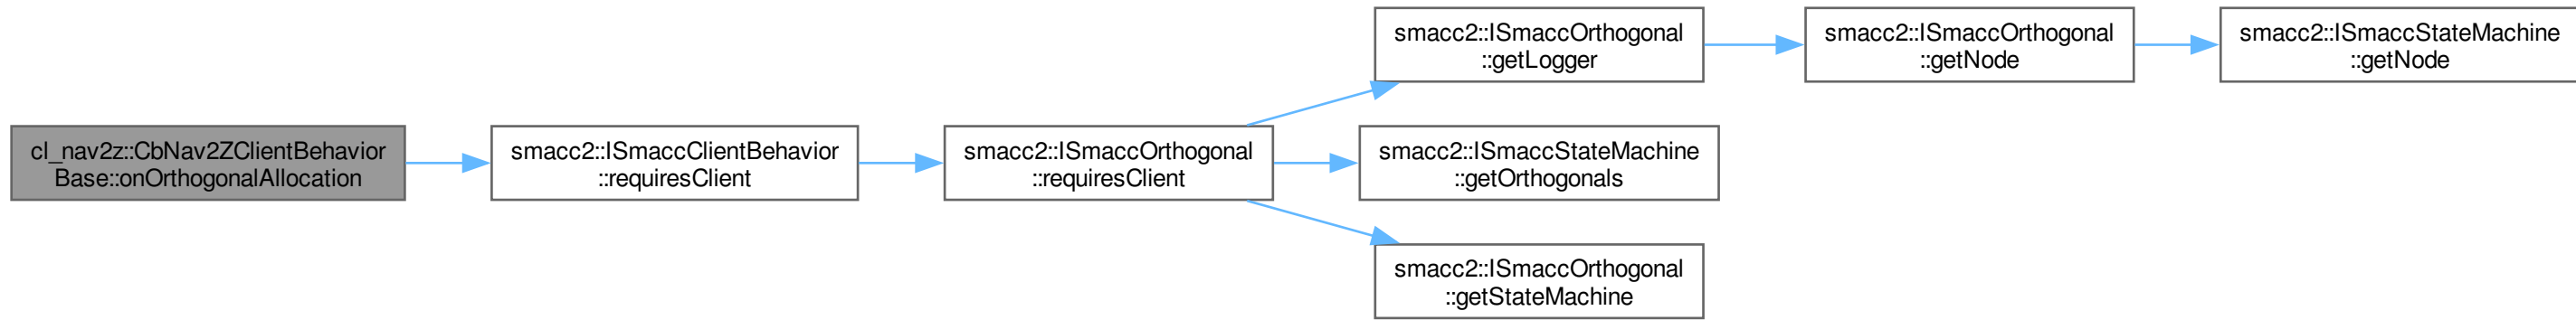 cl_nav2z::CbNav2ZClientBehavior
Base::onOrthogonalAllocation
smacc2::ISmaccClientBehavior
::requiresClient
smacc2::ISmaccOrthogonal
::requiresClient
smacc2::ISmaccOrthogonal
::getLogger
smacc2::ISmaccOrthogonal
::getNode
smacc2::ISmaccStateMachine
::getNode
smacc2::ISmaccStateMachine
::getOrthogonals
smacc2::ISmaccOrthogonal
::getStateMachine